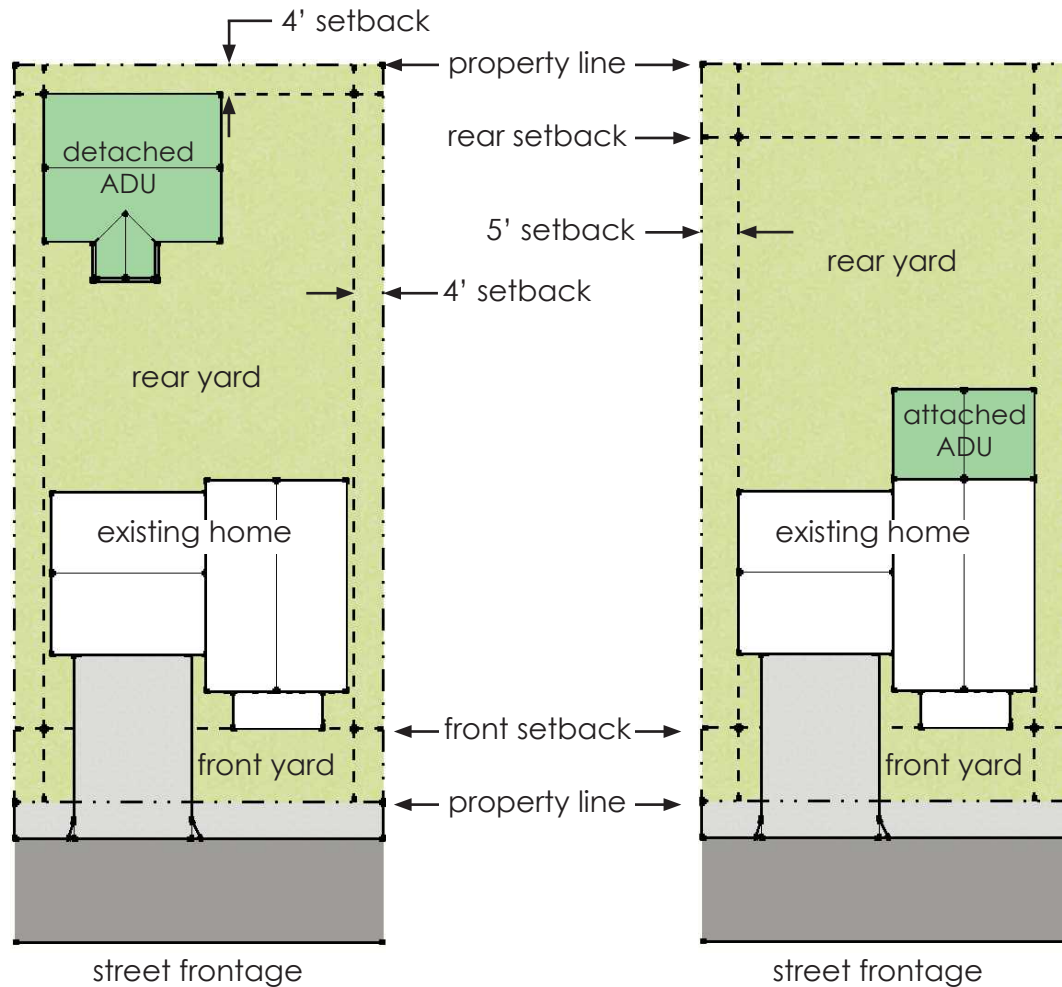 4’ setback
property line
rear setback
detached
ADU
5’ setback
rear yard
4’ setback
rear yard
attached
ADU
existing home
existing home
front setback
front yard
front yard
property line
street frontage
street frontage